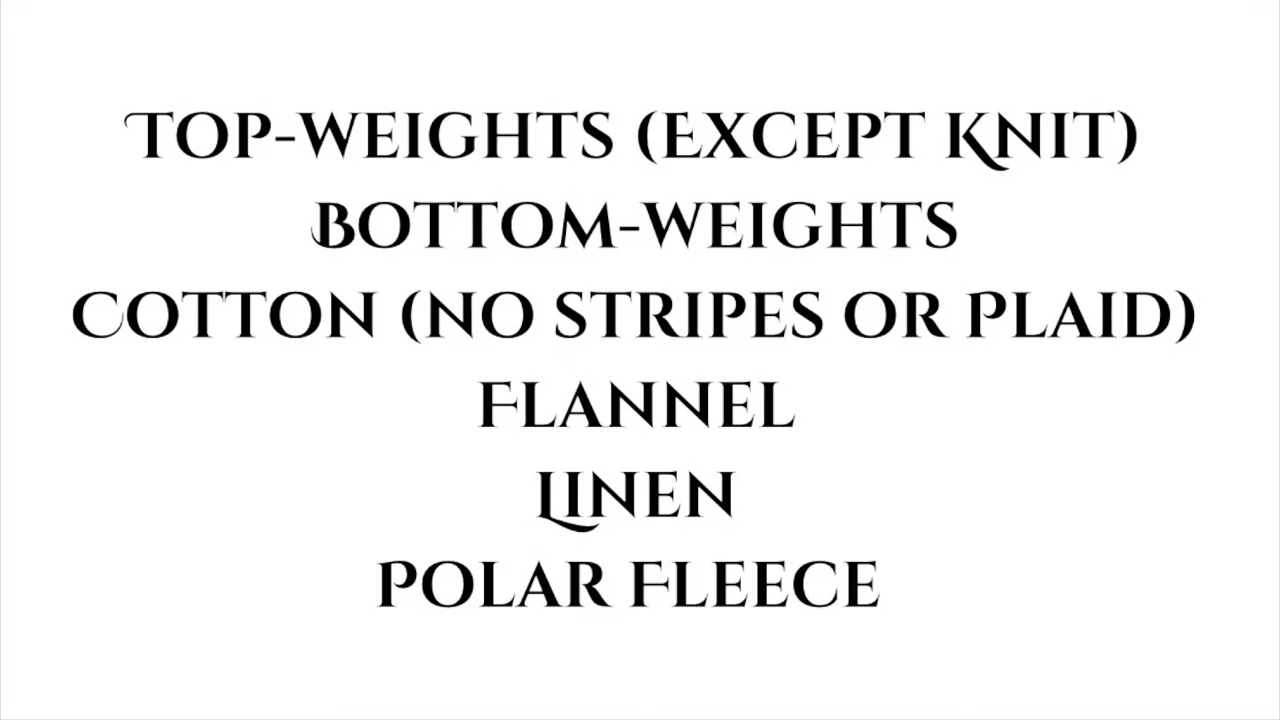 Top-weights (Except Knit)
Bottom-weights
Cotton (no stripes or Plaid)
Flannel
Linen
Polar Fleece